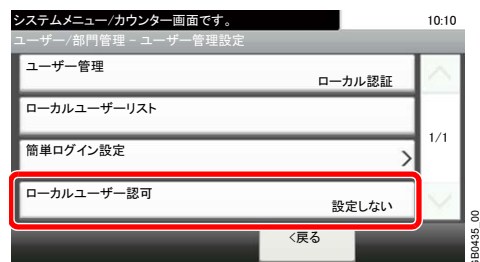 システムメニュー/カウンター画面です。
10:10
ユーザー/部門管理 - ユーザー管理設定
ユーザー管理
ローカル認証
ローカルユーザーリスト
1/1
簡単ログイン設定
ローカルユーザー認可
設定しない
<戻る
GB0435_00